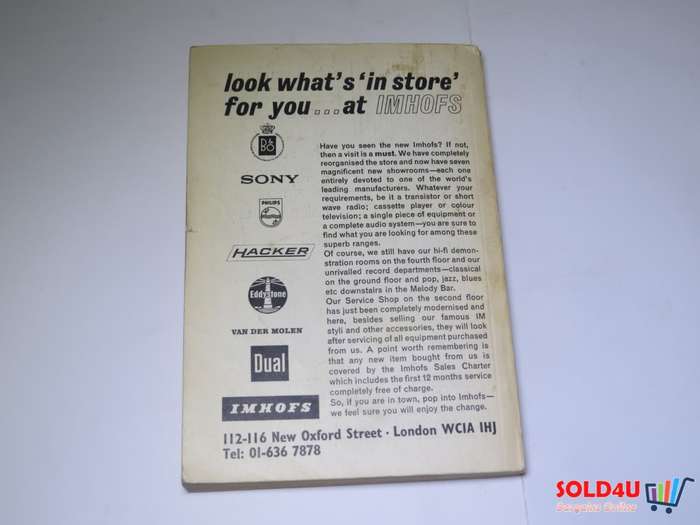 look what's 'in store'
for you...at IMHOFS
B&O
SONY
PHILIPS
HACKER
Eddystone
VAN DER MOLEN
Dual
IMHOFS
Have you seen the new Imhofs? If not,
then a visit is a must. We have completely
reorganised the store and now have seven
magnificent new showrooms—each one
entirely devoted to one of the world's
leading manufacturers. Whatever your
requirements, be it a transistor or short
wave radio; cassette player or colour
television; a single piece of equipment or
a complete audio system—you are sure to
find what you are looking for among these
superb ranges.
Of course, we still have our hi-fi demon-
stration rooms on the fourth floor and our
unrivalled record departments—classical
on the ground floor and pop, jazz, blues
etc downstairs in the Melody Bar.
Our Service Shop on the second floor
has just been completely modernised and
here, besides selling our famous IM
styli and other accessories, they will look
after servicing of all equipment purchased
from us. A point worth remembering is
that any new item bought from us is
covered by the Imhofs Sales Charter
which includes the first 12 months service
completely free of charge.
So, if you are in town, pop into Imhofs—
we feel sure you will enjoy the change.
112-116 New Oxford Street · London WC1A 1HJ
Tel: 01-636 7878
SOLD4U
Bargains Online